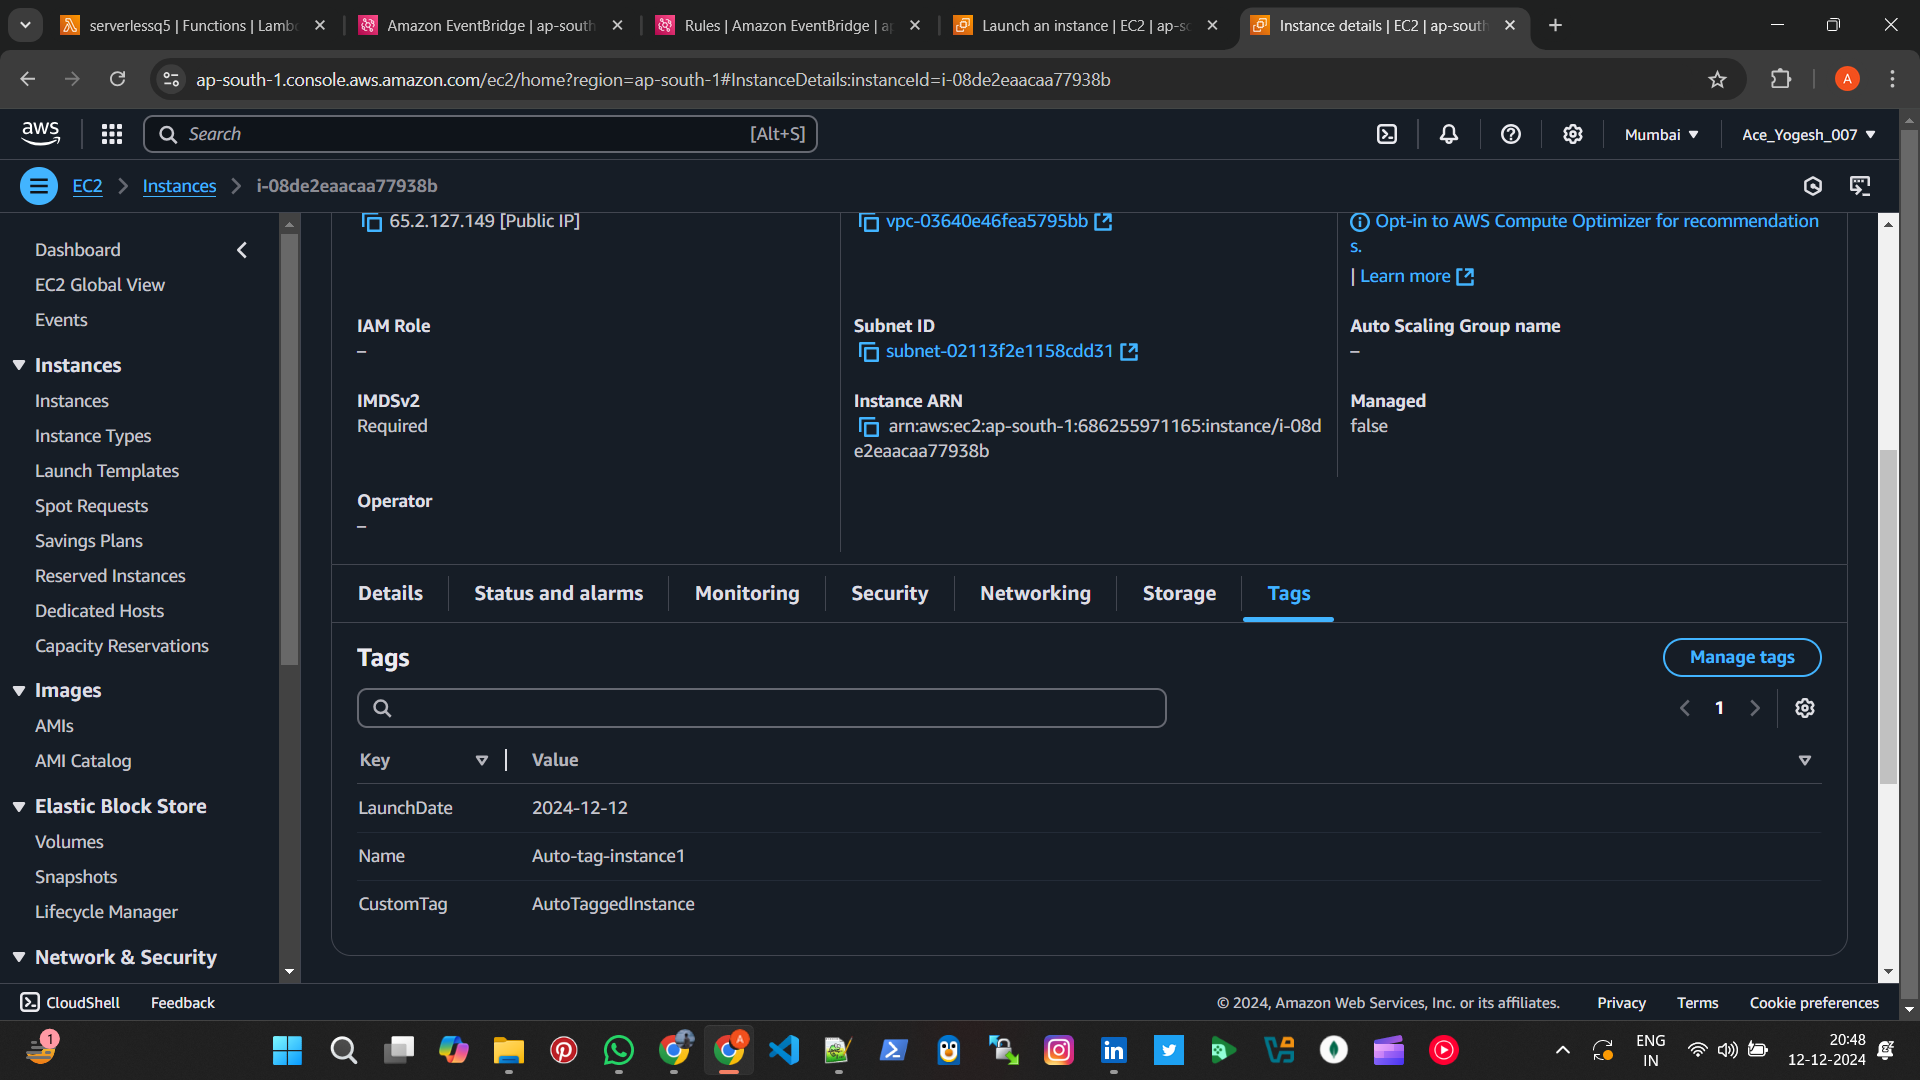 serverlessq5 | Functions | Lamb
Amazon EventBridge | ap-south
Rules | Amazon EventBridge | a
Launch an instance | EC2 | ap-s
Instance details | EC2 | ap-south
ap-south-1.console.aws.amazon.com/ec2/home?region=ap-south-1#InstanceDetails:instanceId=i-08de2eaacaa77938b
A
aws
Search
[Alt+S]
Mumbai
Ace_Yogesh_007
EC2
Instances
i-08de2eaacaa77938b
Dashboard
EC2 Global View
Events
Instances
Instances
Instance Types
Launch Templates
Spot Requests
Savings Plans
Reserved Instances
Dedicated Hosts
Capacity Reservations
Images
AMIs
AMI Catalog
Elastic Block Store
Volumes
Snapshots
Lifecycle Manager
Network & Security
65.2.127.149 [Public IP]
vpc-03640e46fea5795bb
Opt-in to AWS Compute Optimizer for recommendation
s.
| Learn more
IAM Role
–
Subnet ID
subnet-02113f2e1158cdd31
Auto Scaling Group name
–
IMDSv2
Required
Instance ARN
arn:aws:ec2:ap-south-1:686255971165:instance/i-08d
e2eaacaa77938b
Managed
false
Operator
–
Details
Status and alarms
Monitoring
Security
Networking
Storage
Tags
Tags
Manage tags
1
Key
Value
LaunchDate
2024-12-12
Name
Auto-tag-instance1
CustomTag
AutoTaggedInstance
CloudShell
Feedback
© 2024, Amazon Web Services, Inc. or its affiliates.
Privacy
Terms
Cookie preferences
1
A
ENG
IN
20:48
12-12-2024